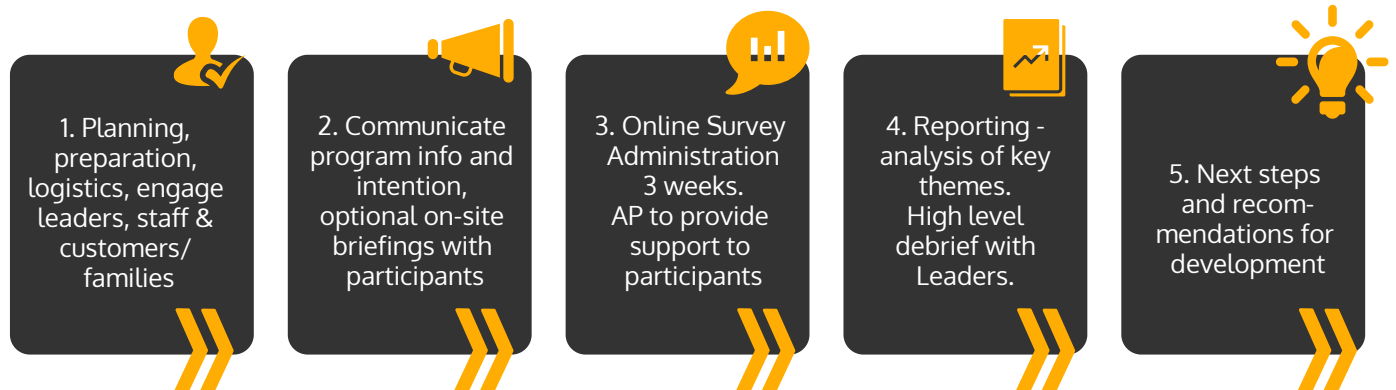 1. Planning,
preparation,
logistics, engage
leaders, staff &
customers/
families
2. Communicate
program info and
intention,
optional on-site
briefings with
participants
3. Online Survey
Administration
3 weeks.
AP to provide
support to
participants
4. Reporting -
analysis of key
themes.
High level
debrief with
Leaders.
5. Next steps
and recom-
mendations for
development